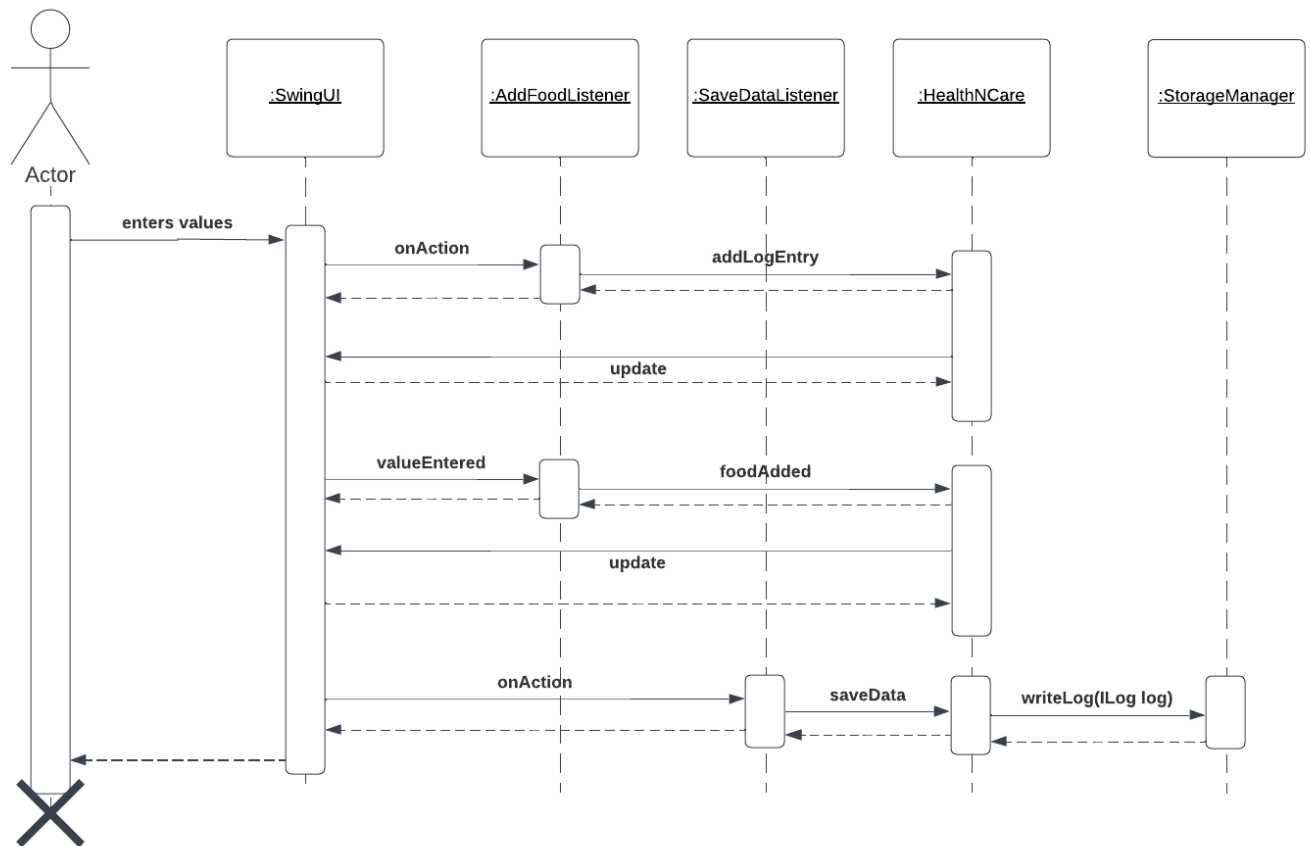 :SwingUI
:AddFoodListener
:SaveDataListener
:HealthNCare
:StorageManager
Actor
enters values
onAction
addLogEntry
update
valueEntered
foodAdded
update
onAction
saveData
writeLog(ILog log)